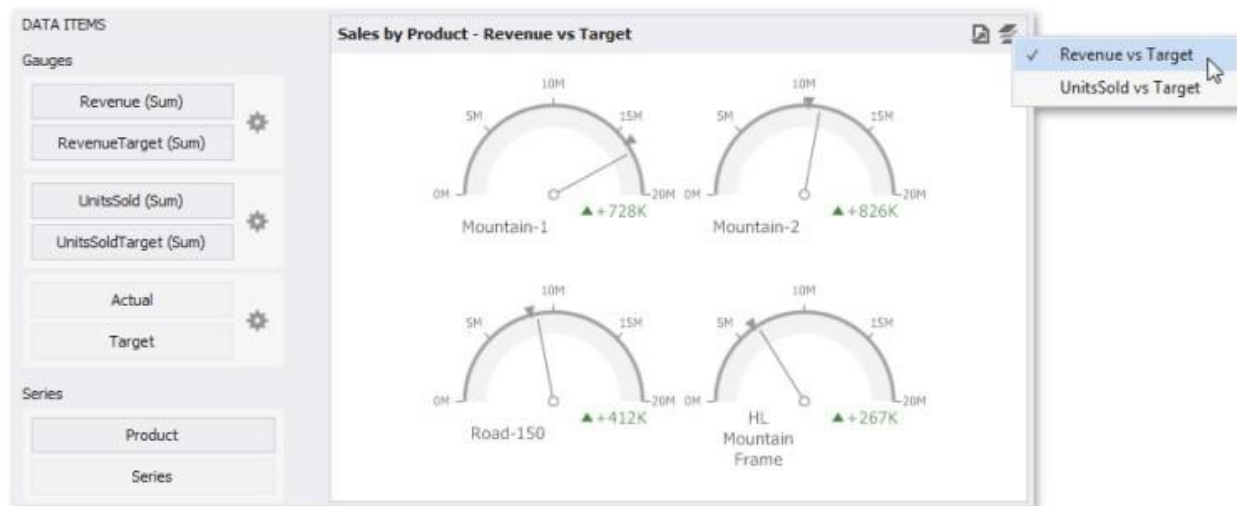 DATA ITEMS
Gauges
Revenue (Sum)
RevenueTarget (Sum)
UnitsSold (Sum)
UnitsSoldTarget (Sum)
Actual
Target
Series
Product
Series
Sales by Product - Revenue vs Target
✓ Revenue vs Target
UnitsSold vs Target
0M 5M 10M 15M 20M
+728K
Mountain-1
0M 5M 10M 15M 20M
+826K
Mountain-2
0M 5M 10M 15M 20M
+412K
Road-150
0M 5M 10M 15M 20M
+267K
HL
Mountain
Frame